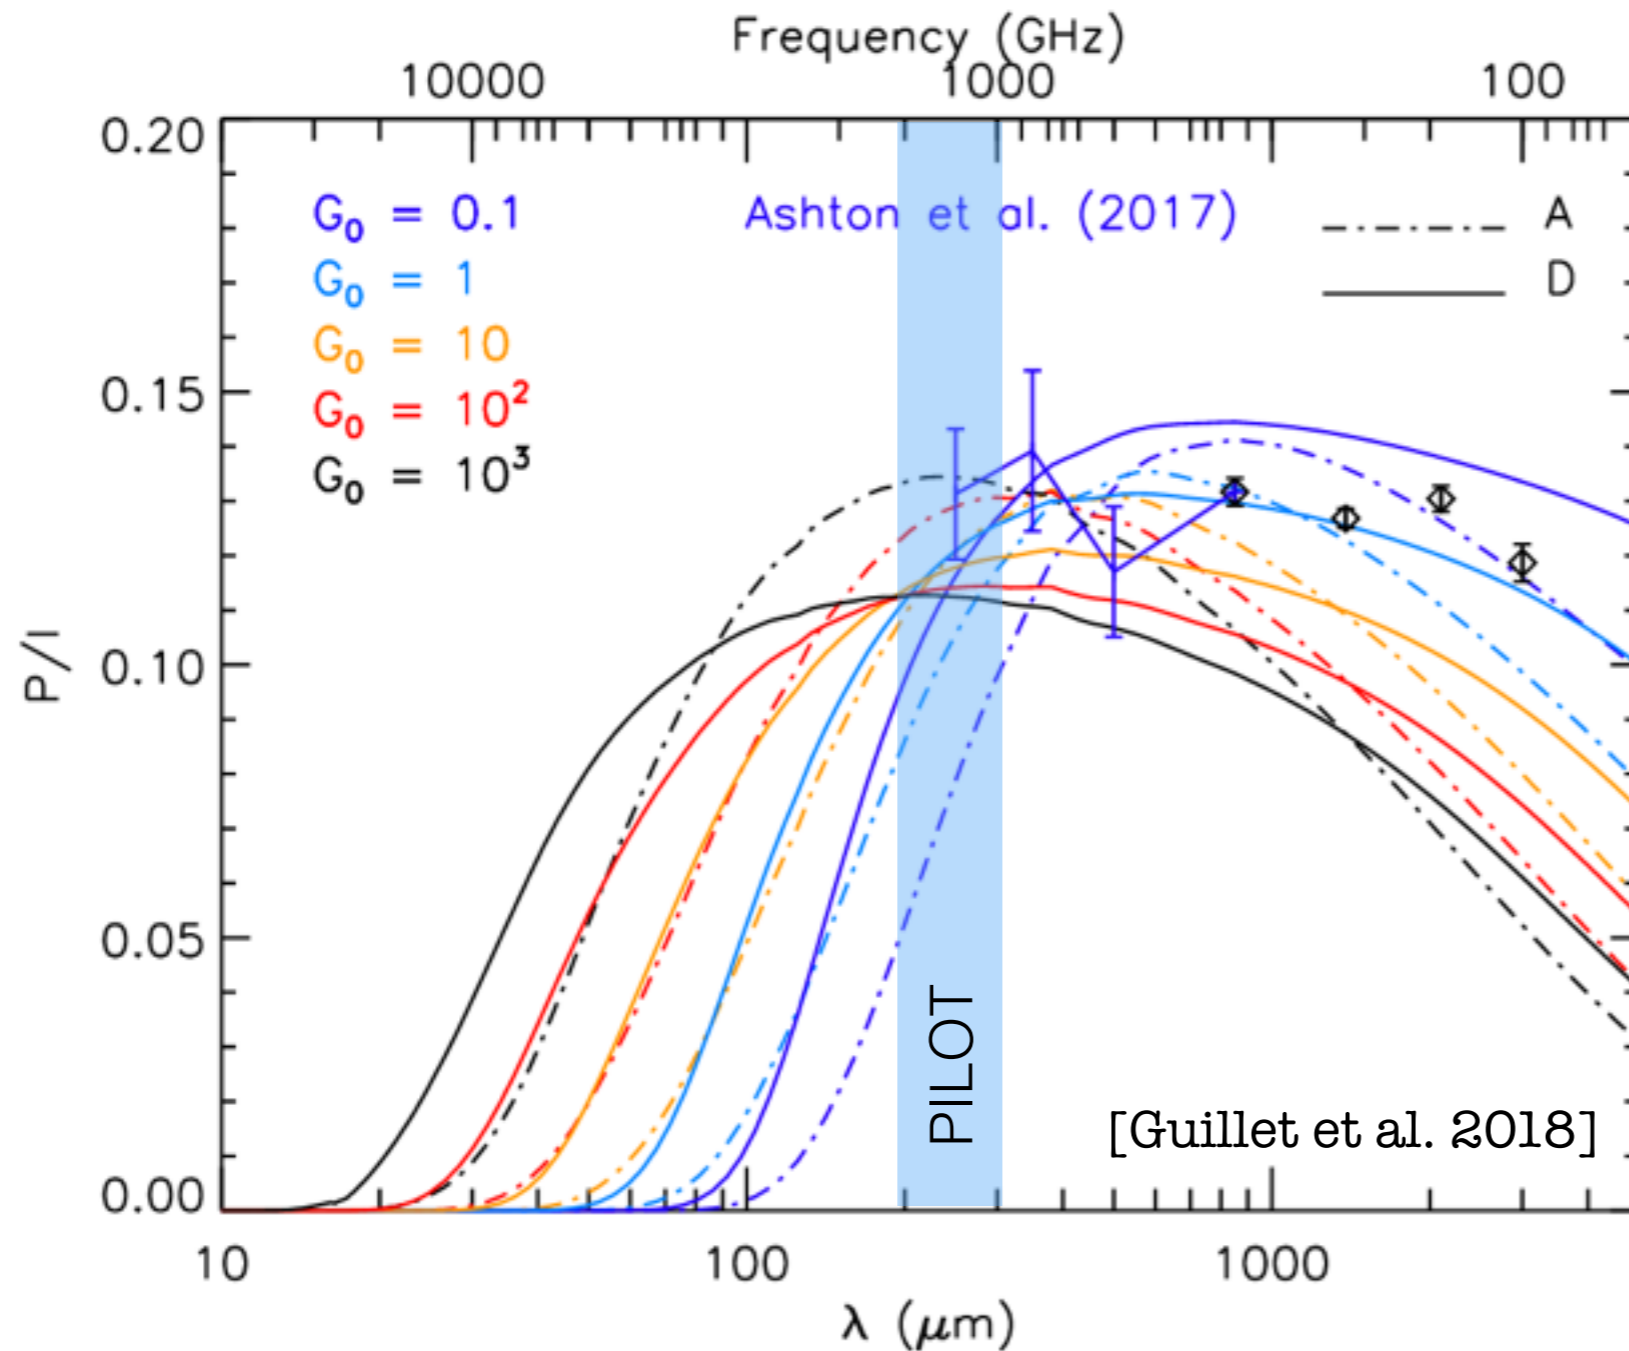 Frequency (GHz)
10000 1000 100
0.20
0.15
0.10
0.05
0.00
P/I
G₀ = 0.1
G₀ = 1
G₀ = 10
G₀ = 10²
G₀ = 10³
Ashton et al. (2017)
A
D
PILOT
[Guillet et al. 2018]
10 100 1000
λ (μm)